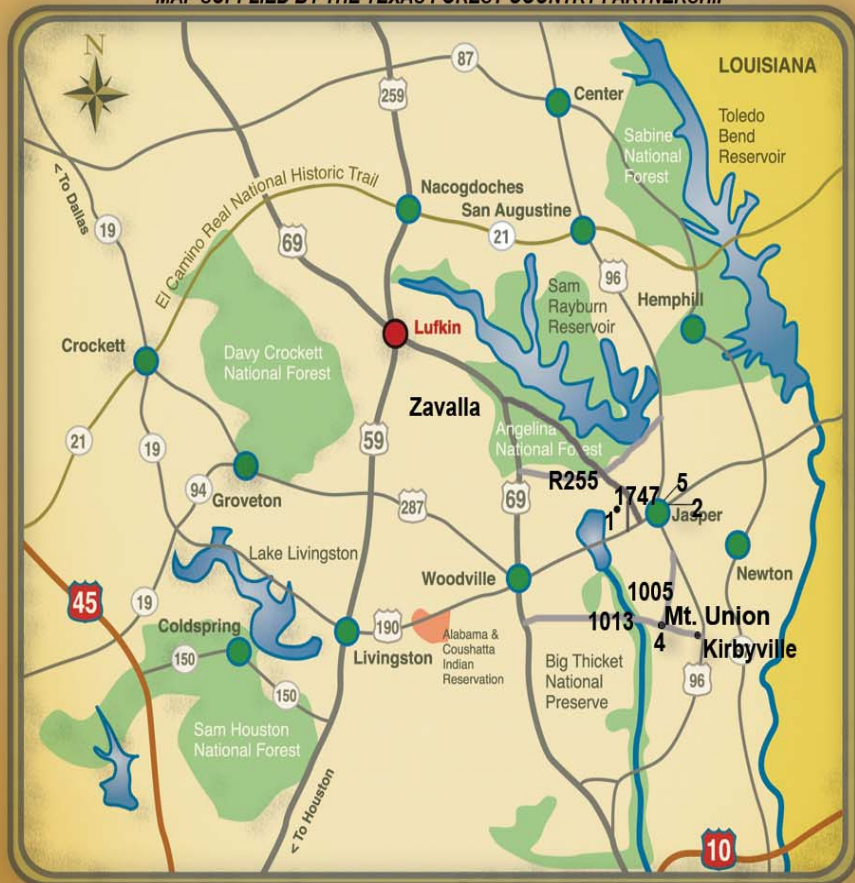 MAP SUPPLIED BY THE TEXAS FOREST COUNTRY PARTNERSHIP
N
87
LOUISIANA
259
Center
Toledo
Bend
Reservoir
Sabine
National
Forest
< To Dallas
El Camino Real National Historic Trail
Nacogdoches
San Augustine
19
69
21
96
Sam
Rayburn
Reservoir
Hemphill
Lufkin
Crockett
Davy Crockett
National Forest
Zavalla
Angelina
National Forest
21
19
59
94
Groveton
R255
1747
5
69
287
1
2
Jasper
Lake Livingston
Woodville
Newton
45
19
1005
Coldspring
190
1013
Mt. Union
4
Kirbyville
150
Livingston
Alabama &
Coushatta
Indian
Reservation
Big Thicket
National
Preserve
96
150
Sam Houston
National Forest
< To Houston
10